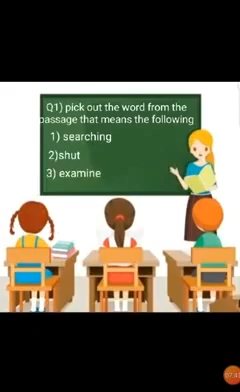 Q1) pick out the word from the
passage that means the following
1) searching
2)shut
3) examine